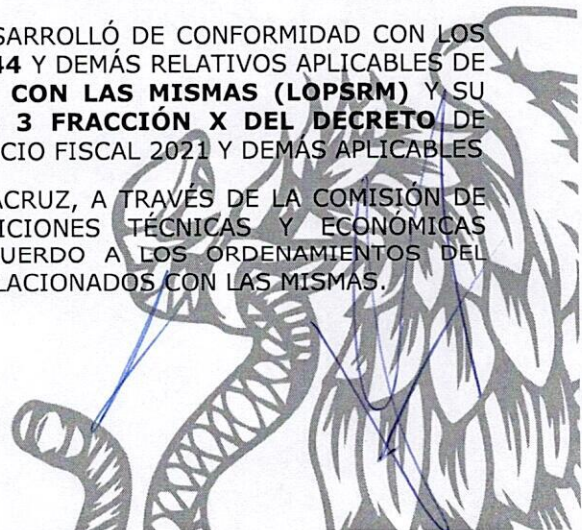 SARROLLÓ DE CONFORMIDAD CON LOS
44 Y DEMÁS RELATIVOS APLICABLES DE
CON LAS MISMAS (LOPSRM) Y SU
3 FRACCIÓN X DEL DECRETO DE
CIO FISCAL 2021 Y DEMÁS APLICABLES
ACRUZ, A TRAVÉS DE LA COMISIÓN DE
ICIONES TÉCNICAS Y ECONÓMICAS
UERDO A LOS ORDENAMIENTOS DEL
LACIONADOS CON LAS MISMAS.